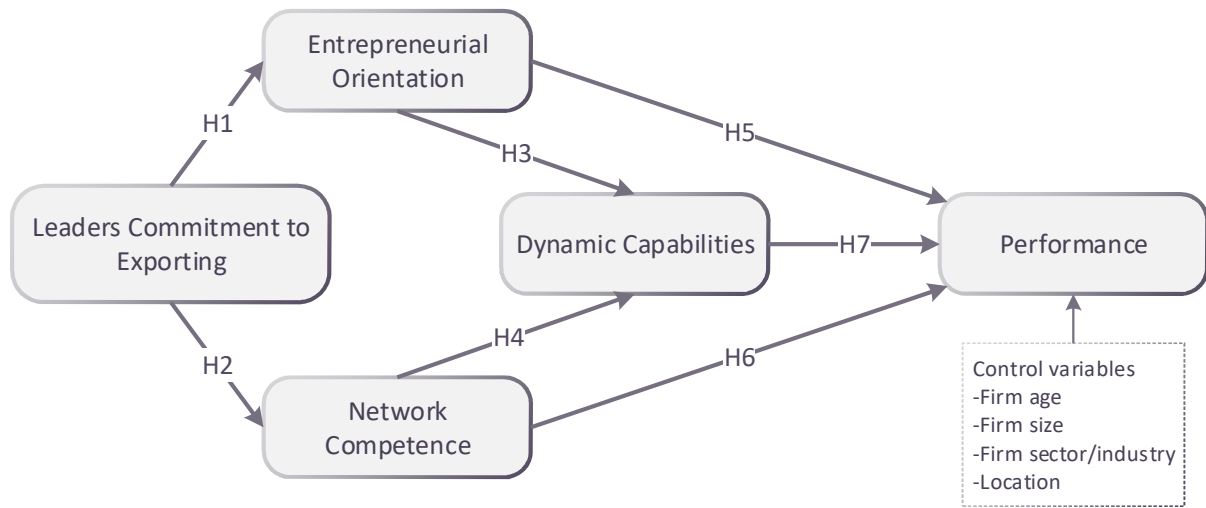 Entrepreneurial
Orientation
H1
H5
H3
Leaders Commitment to
Exporting
Dynamic Capabilities
H7
Performance
H2
H4
H6
Network
Competence
Control variables
-Firm age
-Firm size
-Firm sector/industry
-Location